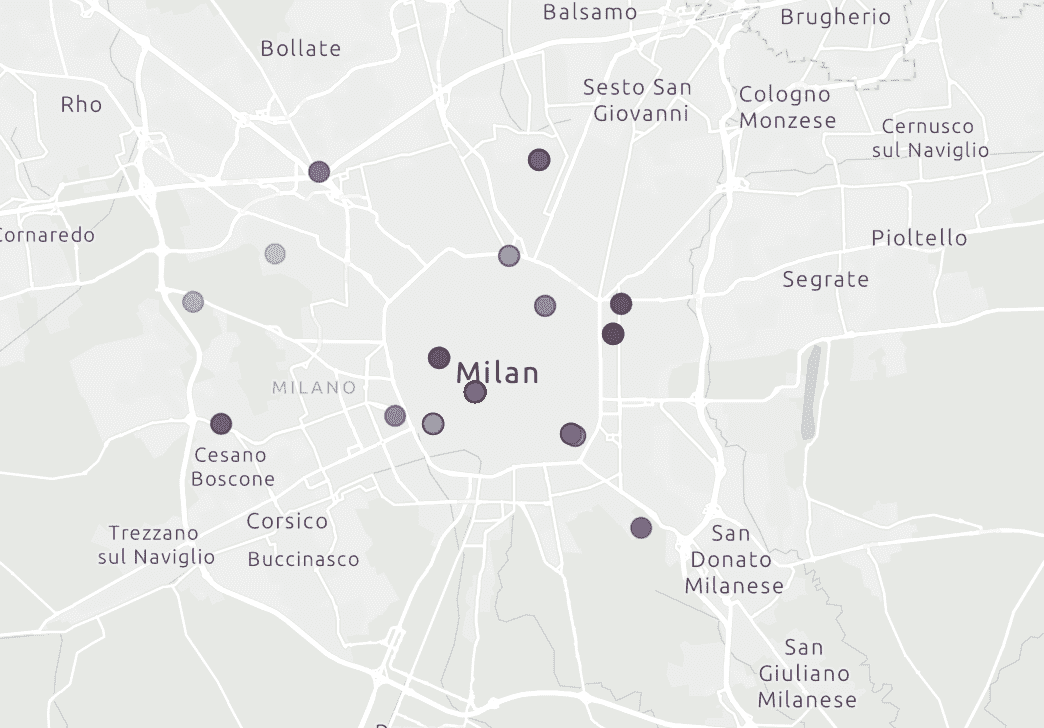 Balsamo
Brugherio
Bollate
Sesto San
Giovanni
Cologno
Monzese
Rho
Cernusco
sul Naviglio
Cornaredo
Pioltello
Segrate
Milan
MILANO
Cesano
Boscone
Corsico
Trezzano
sul Naviglio
Buccinasco
San
Donato
Milanese
San
Giuliano
Milanese